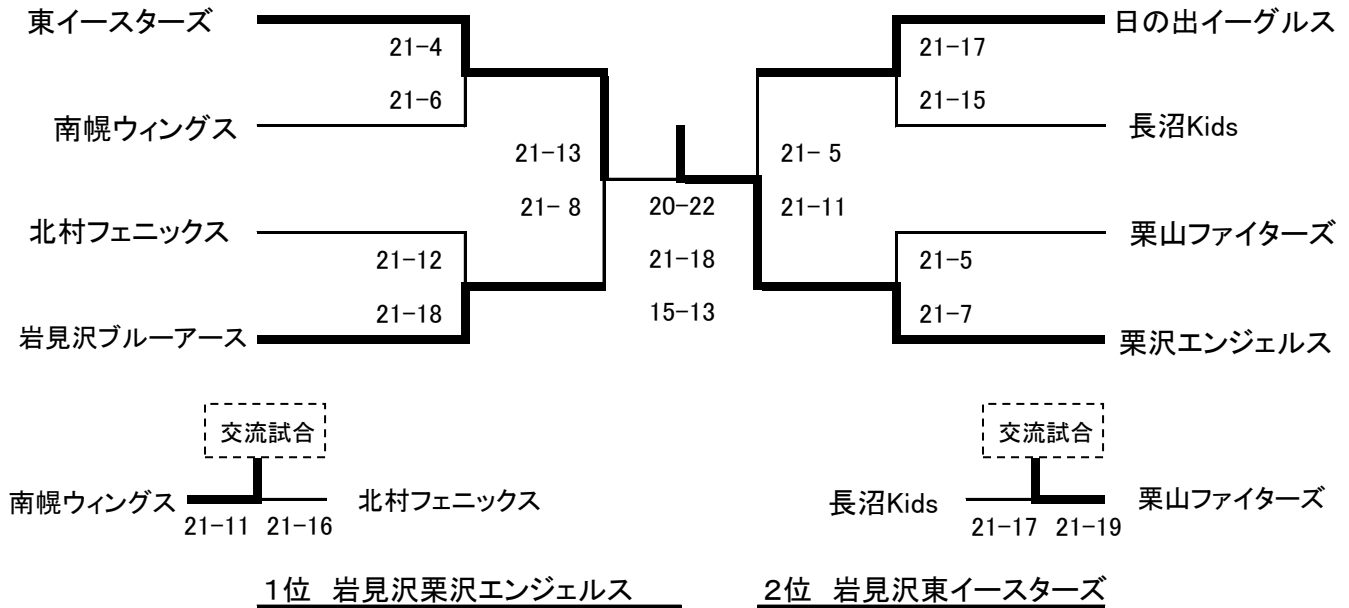 東イースターズ
21-4
21-6
南幌ウィングス
21-13
21- 8
北村フェニックス
21-12
21-18
岩見沢ブルーアース
20-22
21-18
15-13
日の出イーグルス
21-17
21-15
長沼Kids
21- 5
21-11
栗山ファイターズ
21-5
21-7
栗沢エンジェルス
交流試合
南幌ウィングス
北村フェニックス
21-11 21-16
交流試合
長沼Kids
栗山ファイターズ
21-17 21-19
1位 岩見沢栗沢エンジェルス
2位 岩見沢東イースターズ